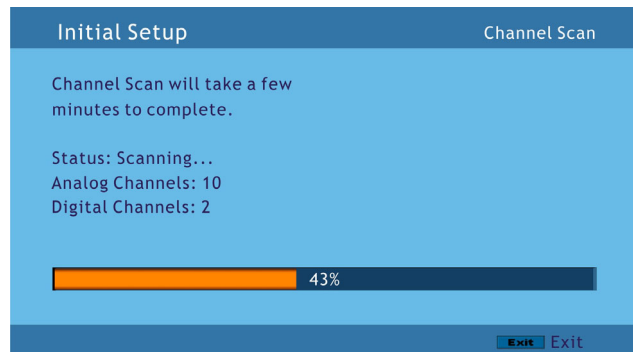 Initial Setup
Channel Scan
Channel Scan will take a few
minutes to complete.
Status: Scanning...
Analog Channels: 10
Digital Channels: 2
43%
Exit Exit